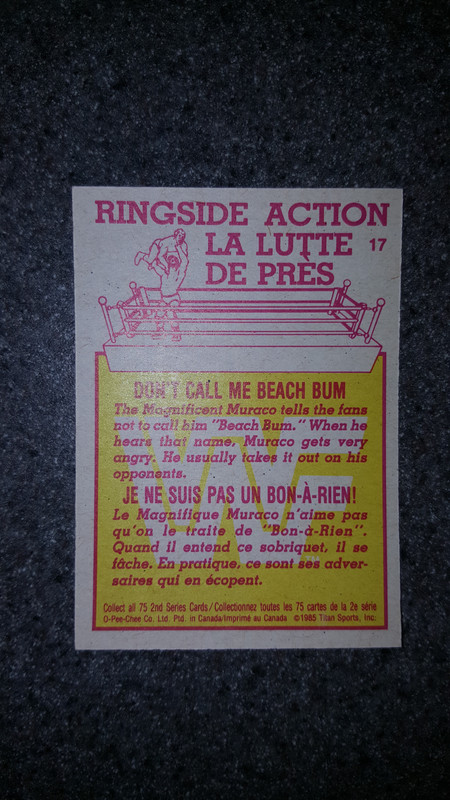 RINGSIDE ACTION
LA LUTTE 17
DE PRÈS
DON'T CALL ME BEACH BUM
The Magnificent Muraco tells the fans
not to call him "Beach Bum." When he
hears that name, Muraco gets very
angry. He usually takes it out on his
opponents.
JE NE SUIS PAS UN BON-À-RIEN!
Le Magnifique Muraco n'aime pas
qu'on le traite de "Bon-à-Rien".
Quand il entend ce sobriquet, il se
fâche. En pratique, ce sont ses adver-
saires qui en écopent.
Collect all 75 2nd Series Cards/Collectionnez toutes les 75 cartes de la 2e série
O-Pee-Chee Co. Ltd. Ptd. in Canada/Imprimé au Canada ©1985 Titan Sports, Inc.
WF
TM